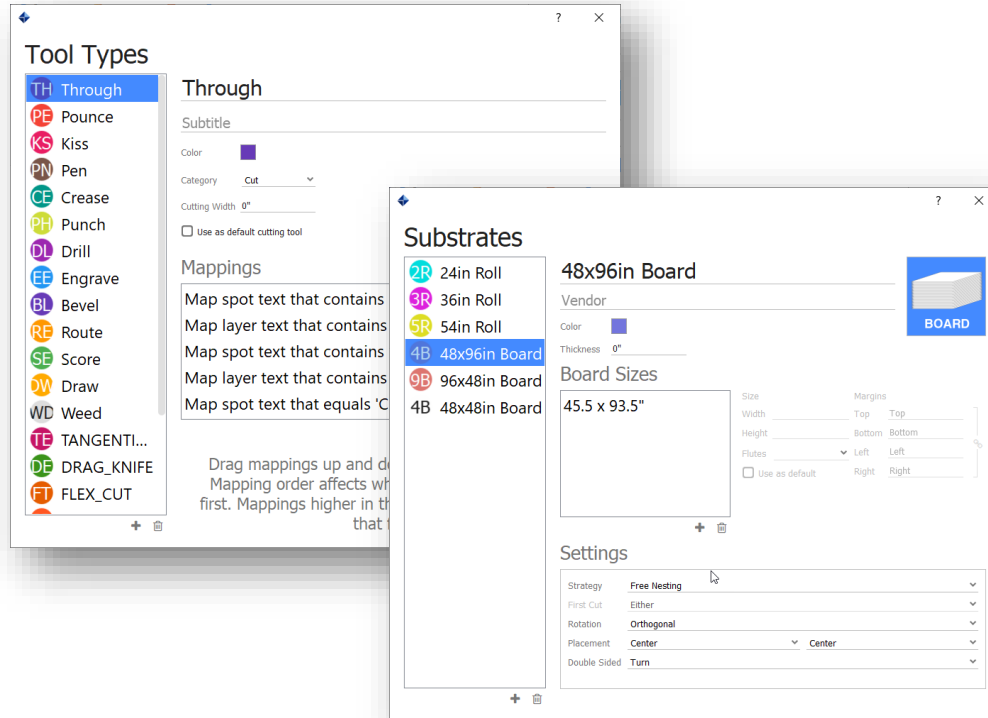 ?
Tool Types
TH Through
PE Pounce
KS Kiss
PN Pen
CE Crease
PH Punch
DL Drill
EE Engrave
BL Bevel
RE Route
SE Score
DW Draw
WD Weed
TE TANGENTI...
DE DRAG_KNIFE
FT FLEX_CUT
Through
Subtitle
Color
Category Cut
Cutting Width 0"
Use as default cutting tool
Mappings
Map spot text that contains
Map layer text that contains
Map spot text that contains
Map layer text that contains
Map spot text that equals 'C
Drag mappings up and d
Mapping order affects wh
first. Mappings higher in th
that
?
Substrates
2R 24in Roll
3R 36in Roll
5R 54in Roll
4B 48x96in Board
9B 96x48in Board
4B 48x48in Board
48x96in Board
Vendor
Color
Thickness 0"
BOARD
Board Sizes
45.5 x 93.5"
Size
Width
Height
Flutes
Use as default
Margins
Top Top
Bottom Bottom
Left Left
Right Right
Settings
Strategy Free Nesting
First Cut Either
Rotation Orthogonal
Placement Center Center
Double Sided Turn